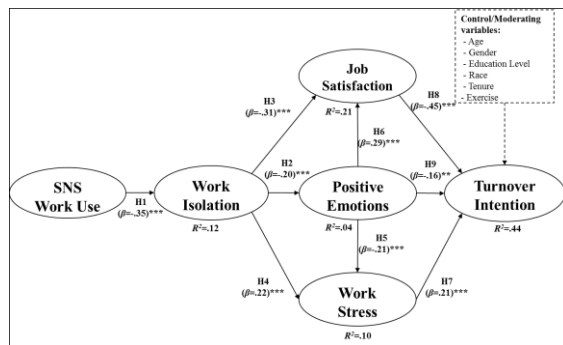 Control/Moderating
variables:
- Age
- Gender
- Education Level
- Race
- Tenure
- Exercise
Job
Satisfaction
R²=.21
H3
(β=-.31)***
H8
(β=-.45)***
H6
(β=.29)***
SNS
Work Use
H1
(β=-.35)***
Work
Isolation
R²=.12
H2
(β=-.20)***
Positive
Emotions
R²=.04
H9
(β=-.16)**
Turnover
Intention
R²=.44
H5
(β=-.21)***
H4
(β=.22)***
H7
(β=.21)***
Work
Stress
R²=.10